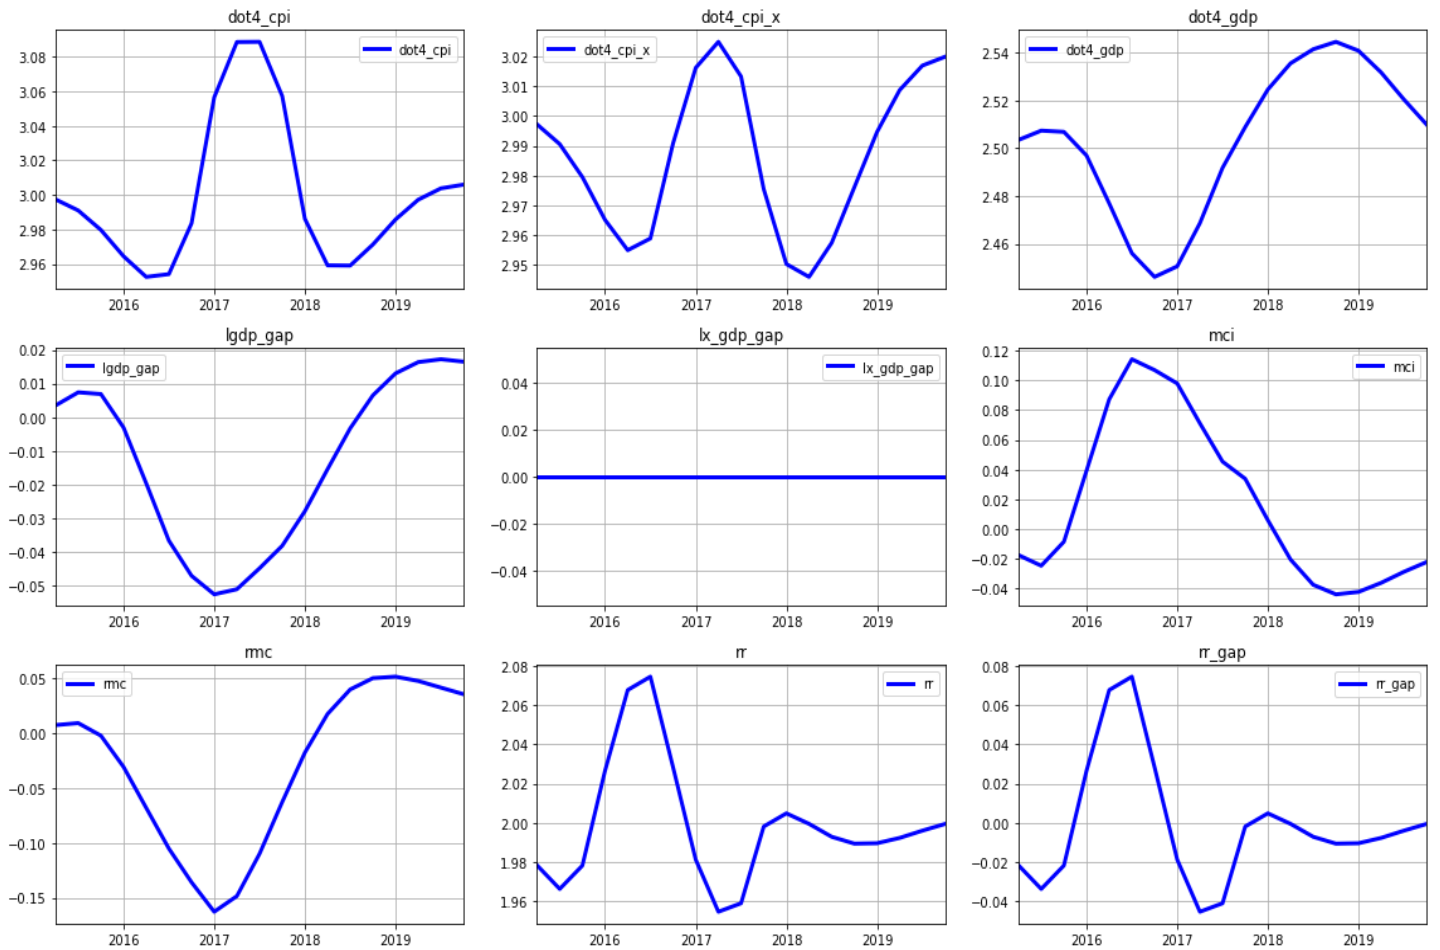 dot4_cpi
dot4_cpi
3.08
3.06
3.04
3.02
3.00
2.98
2.96
2016 2017 2018 2019
dot4_cpi_x
dot4_cpi_x
3.02
3.01
3.00
2.99
2.98
2.97
2.96
2.95
2016 2017 2018 2019
dot4_gdp
dot4_gdp
2.54
2.52
2.50
2.48
2.46
2016 2017 2018 2019
lgdp_gap
lgdp_gap
0.02
0.01
0.00
−0.01
−0.02
−0.03
−0.04
−0.05
2016 2017 2018 2019
lx_gdp_gap
lx_gdp_gap
0.04
0.02
0.00
−0.02
−0.04
2016 2017 2018 2019
mci
mci
0.12
0.10
0.08
0.06
0.04
0.02
0.00
−0.02
−0.04
2016 2017 2018 2019
rmc
rmc
0.05
0.00
−0.05
−0.10
−0.15
2016 2017 2018 2019
rr
rr
2.08
2.06
2.04
2.02
2.00
1.98
1.96
2016 2017 2018 2019
rr_gap
rr_gap
0.08
0.06
0.04
0.02
0.00
−0.02
−0.04
2016 2017 2018 2019